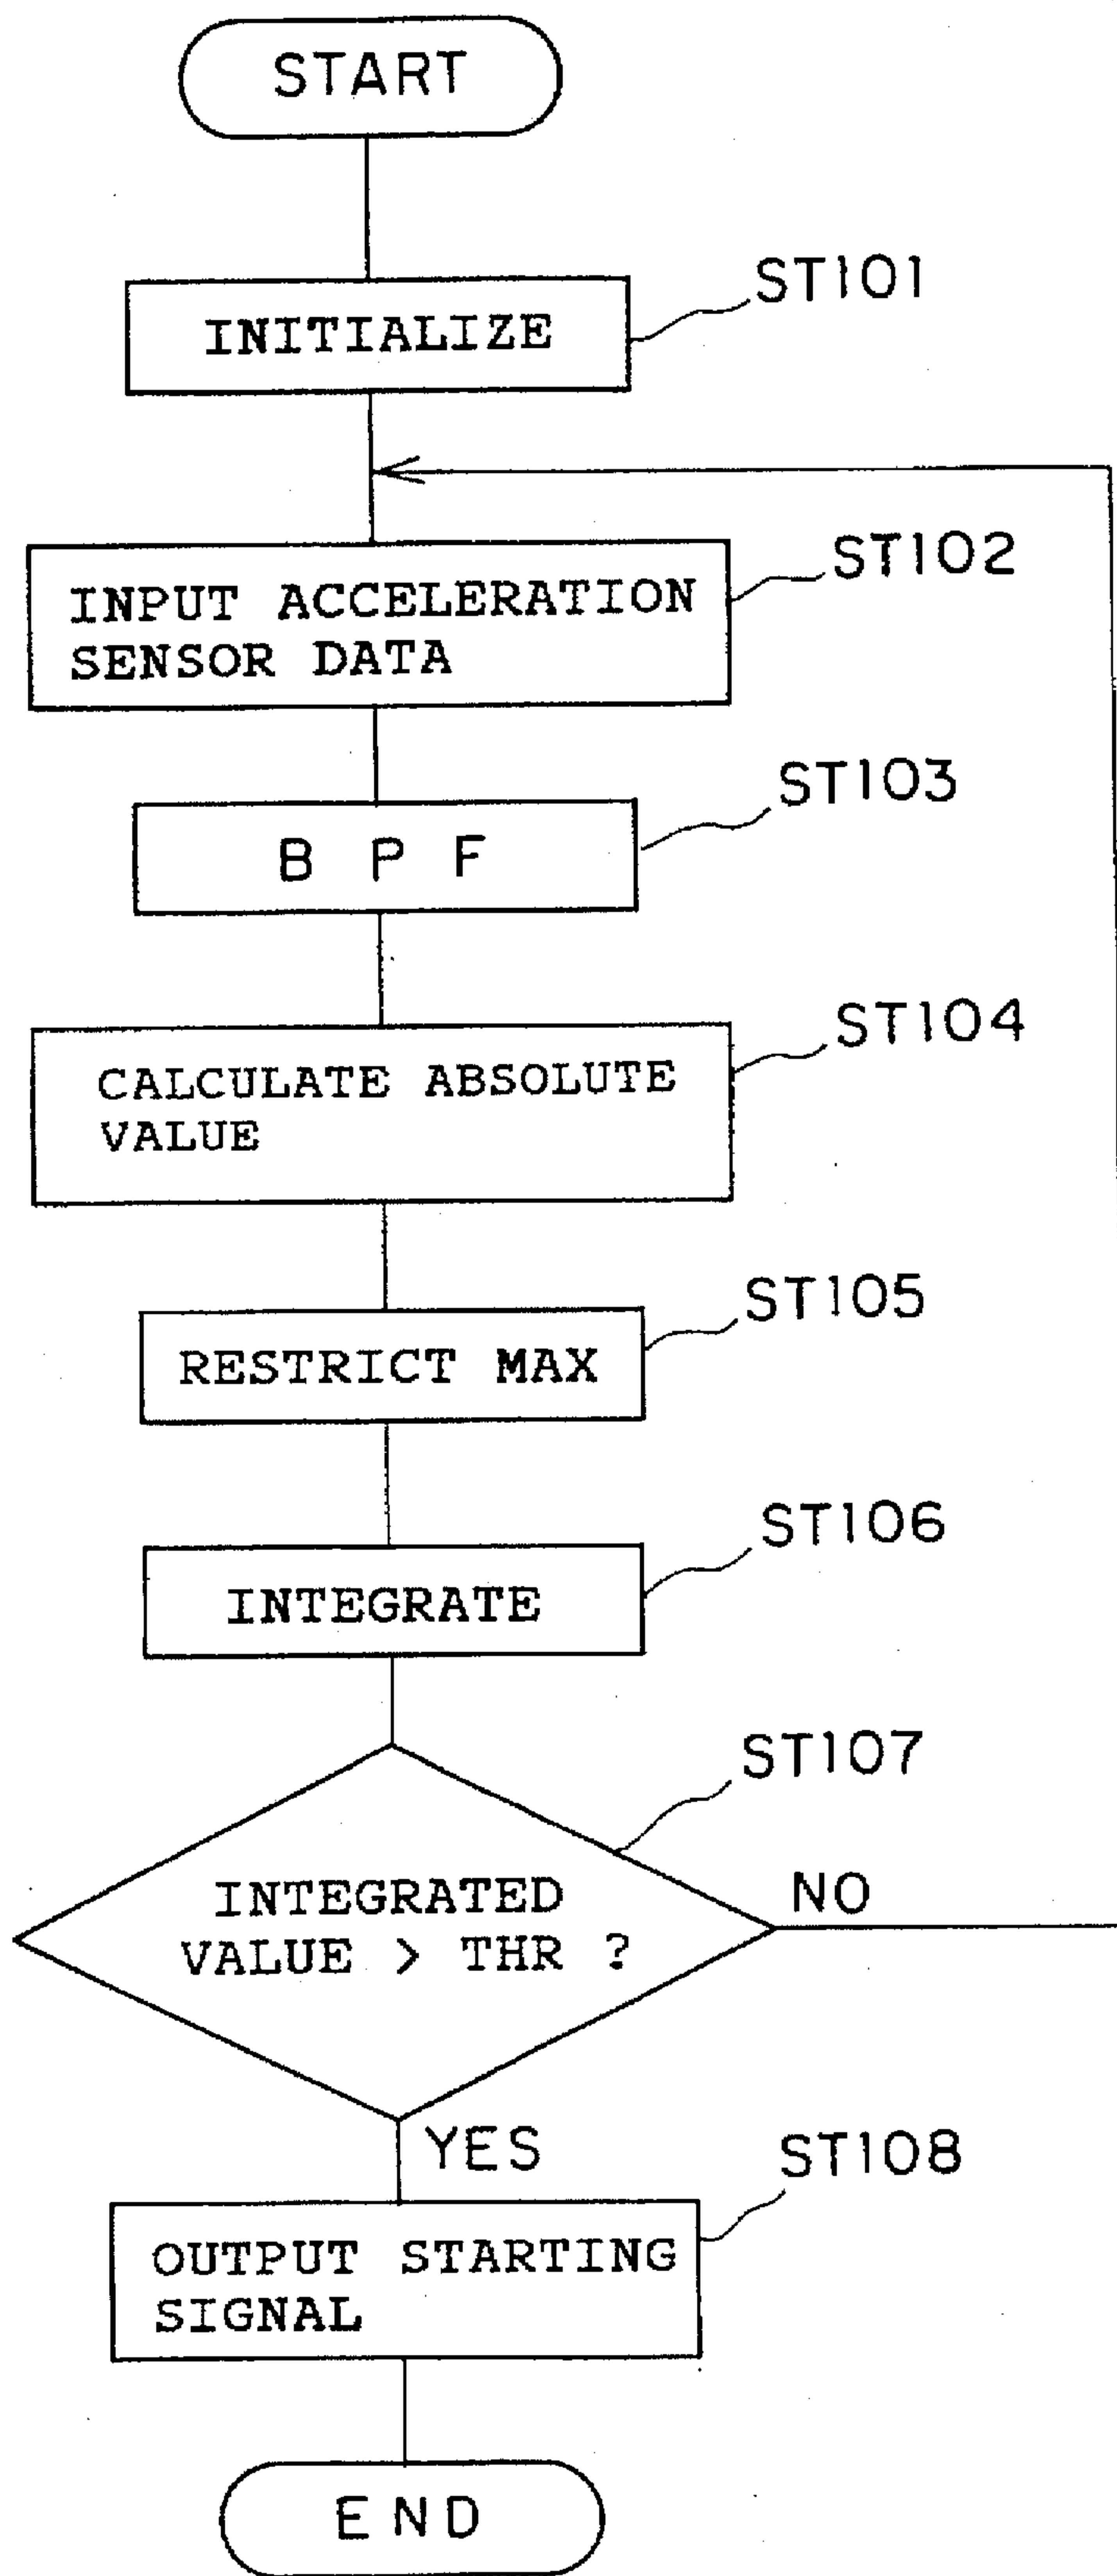 START
ST101
INITIALIZE
ST102
INPUT ACCELERATION
SENSOR DATA
ST103
B P F
ST104
CALCULATE ABSOLUTE
VALUE
ST105
RESTRICT MAX
ST106
INTEGRATE
ST107
INTEGRATED
VALUE > THR ?
NO
YES
ST108
OUTPUT STARTING
SIGNAL
END